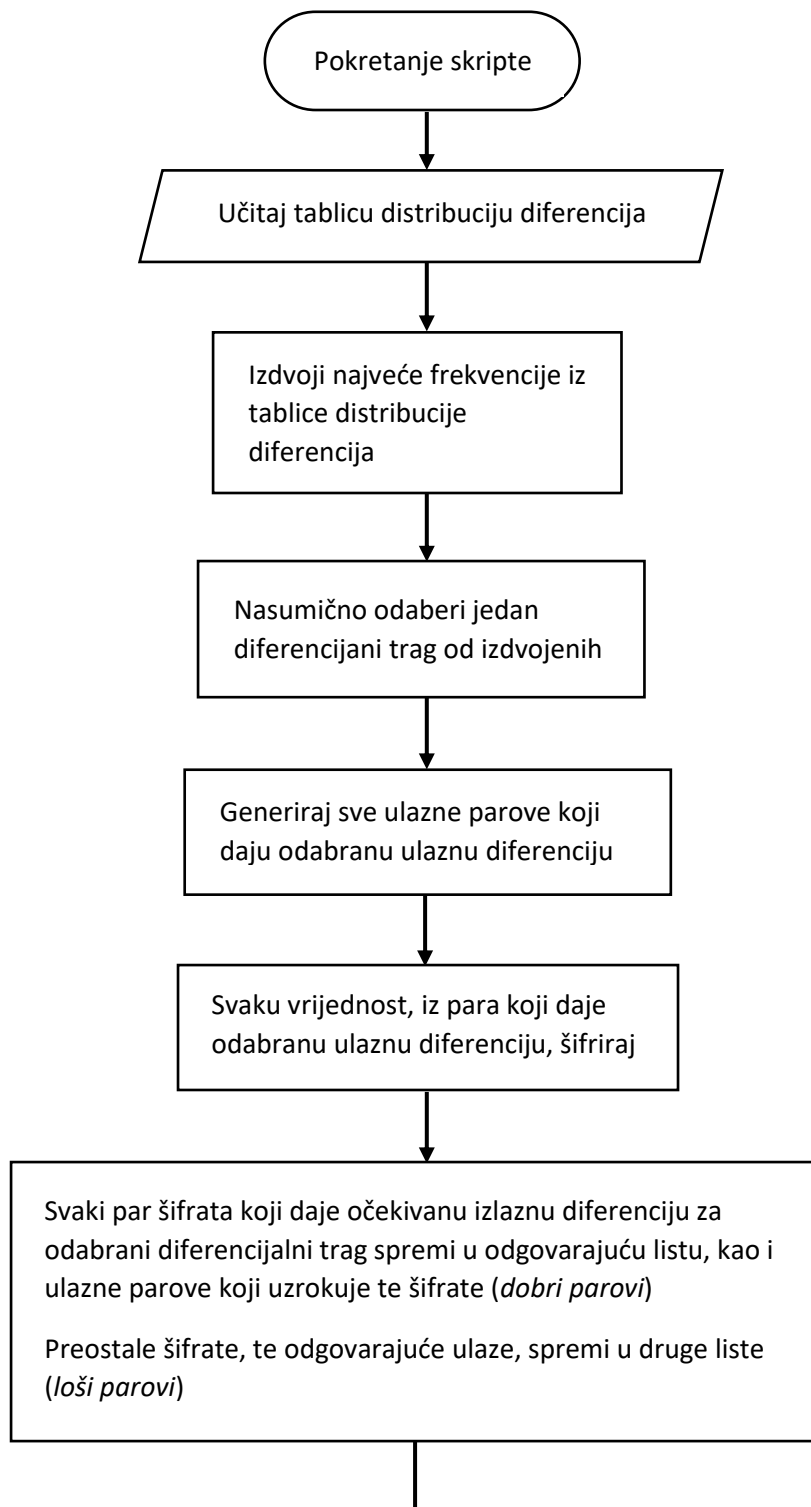 Pokretanje skripte
Učitaj tablicu distribuciju diferencija
Izdvoji najveće frekvencije iz
tablice distribucije
diferencija
Nasumično odaberi jedan
diferencijani trag od izdvojenih
Generiraj sve ulazne parove koji
daju odabranu ulaznu diferenciju
Svaku vrijednost, iz para koji daje
odabranu ulaznu diferenciju, šifriraj
Svaki par šifrata koji daje očekivanu izlaznu diferenciju za
odabrani diferencijalni trag spremi u odgovarajuću listu, kao i
ulazne parove koji uzrokuje te šifrate (dobri parovi)
Preostale šifrate, te odgovarajuće ulaze, spremi u druge liste
(loši parovi)